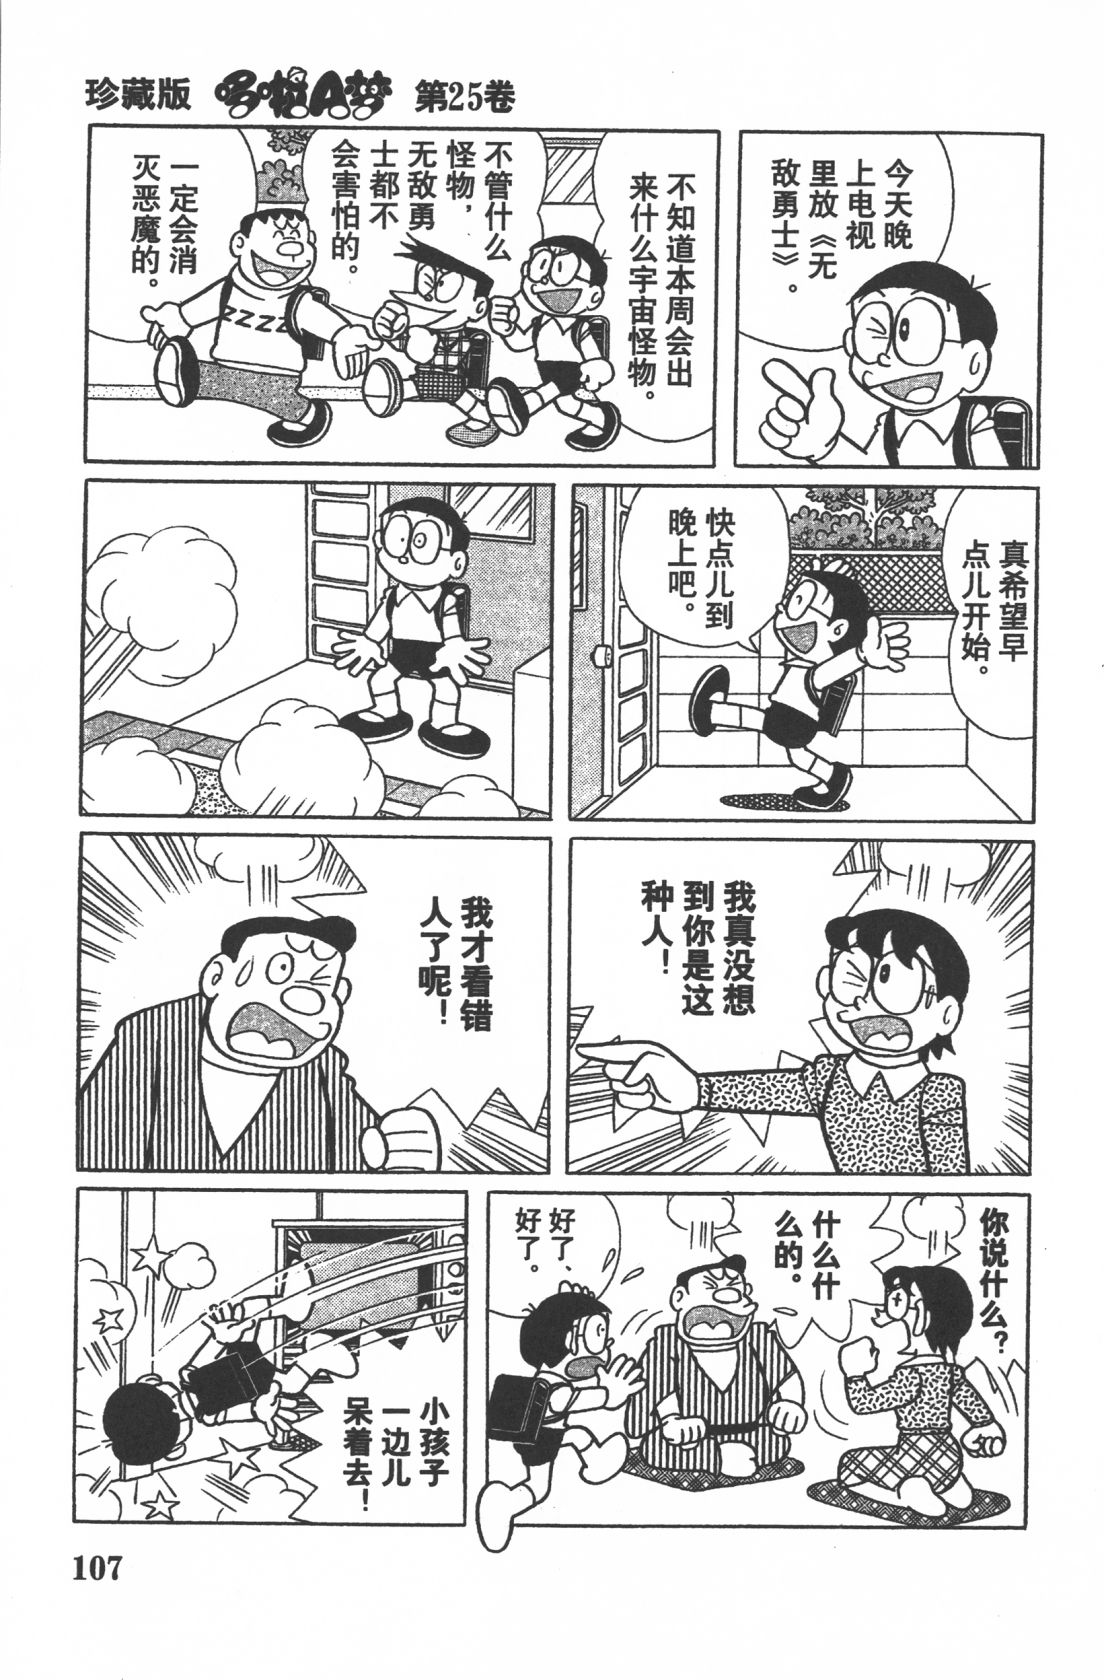 珍藏版 哆啦A梦 第25卷
今天晚
上电视
里放《无
敌勇士》。
不知道本周会出
来什么宇宙怪物。
不管什么
怪物，
无敌勇
士都不
会害怕的。
一定会消
灭恶魔的。
ZZZZ
真希望早
点儿开始。
快点儿到
晚上吧。
我真没想
到你是这
种人！
我才看错
人了呢！
你说什么？
什么什
么的。
好了、
好了。
小孩子
一边儿
呆着去！
107